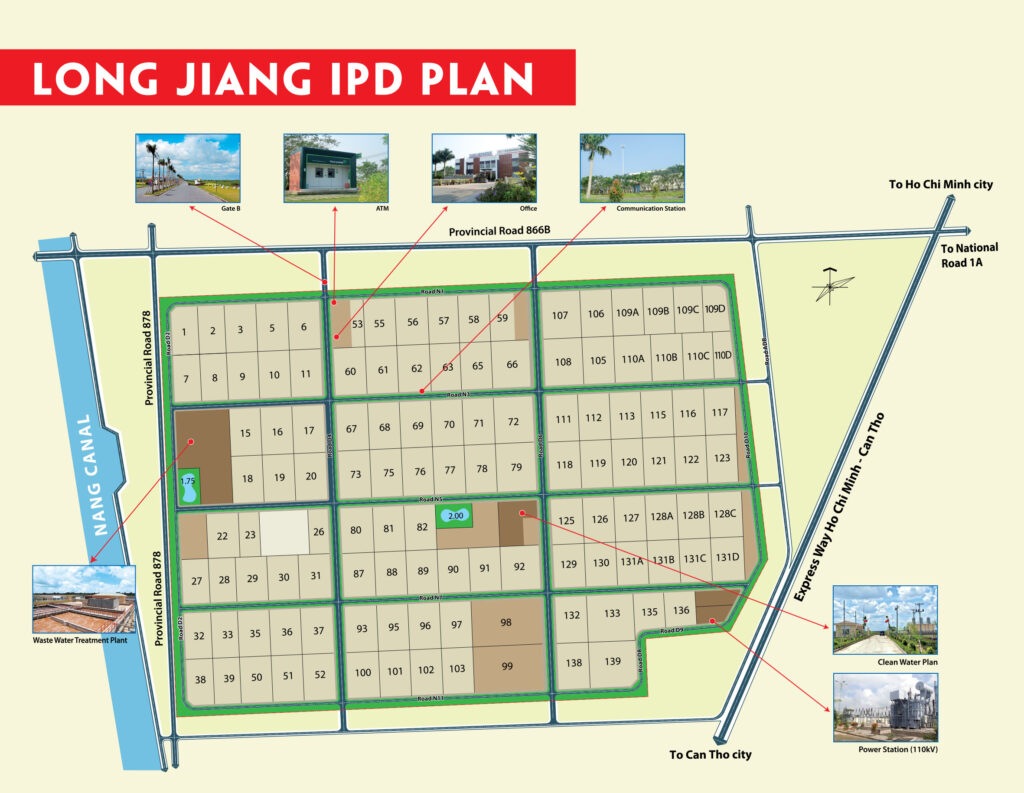 LONG JIANG IPD PLAN
Gate B
ATM
Office
Communication Station
To Ho Chi Minh city
Provincial Road 866B
To National
Road 1A
Road N1
Provincial Road 878
Road D2
1 2 3 5 6
53 55 56 57 58 59
107 106 109A 109B 109C 109D
7 8 9 10 11
60 61 62 63 65 66
108 105 110A 110B 110C 110D
Road N3
NANG CANAL
15 16 17
67 68 69 70 71 72
111 112 113 115 116 117
Road D10
1.75
18 19 20
73 75 76 77 78 79
118 119 120 121 122 123
Road N5
Express Way Ho Chi Minh - Can Tho
22 23 26
80 81 82
2.00
125 126 127 128A 128B 128C
27 28 29 30 31
87 88 89 90 91 92
129 130 131A 131B 131C 131D
Provincial Road 878
Waste Water Treatment Plant
Road N7
Road D2
32 33 35 36 37
93 95 96 97 98
132 133 135 136
Road D9
Road D8
38 39 50 51 52
100 101 102 103 99
138 139
Road N11
Clean Water Plan
Power Station (110kV)
To Can Tho city